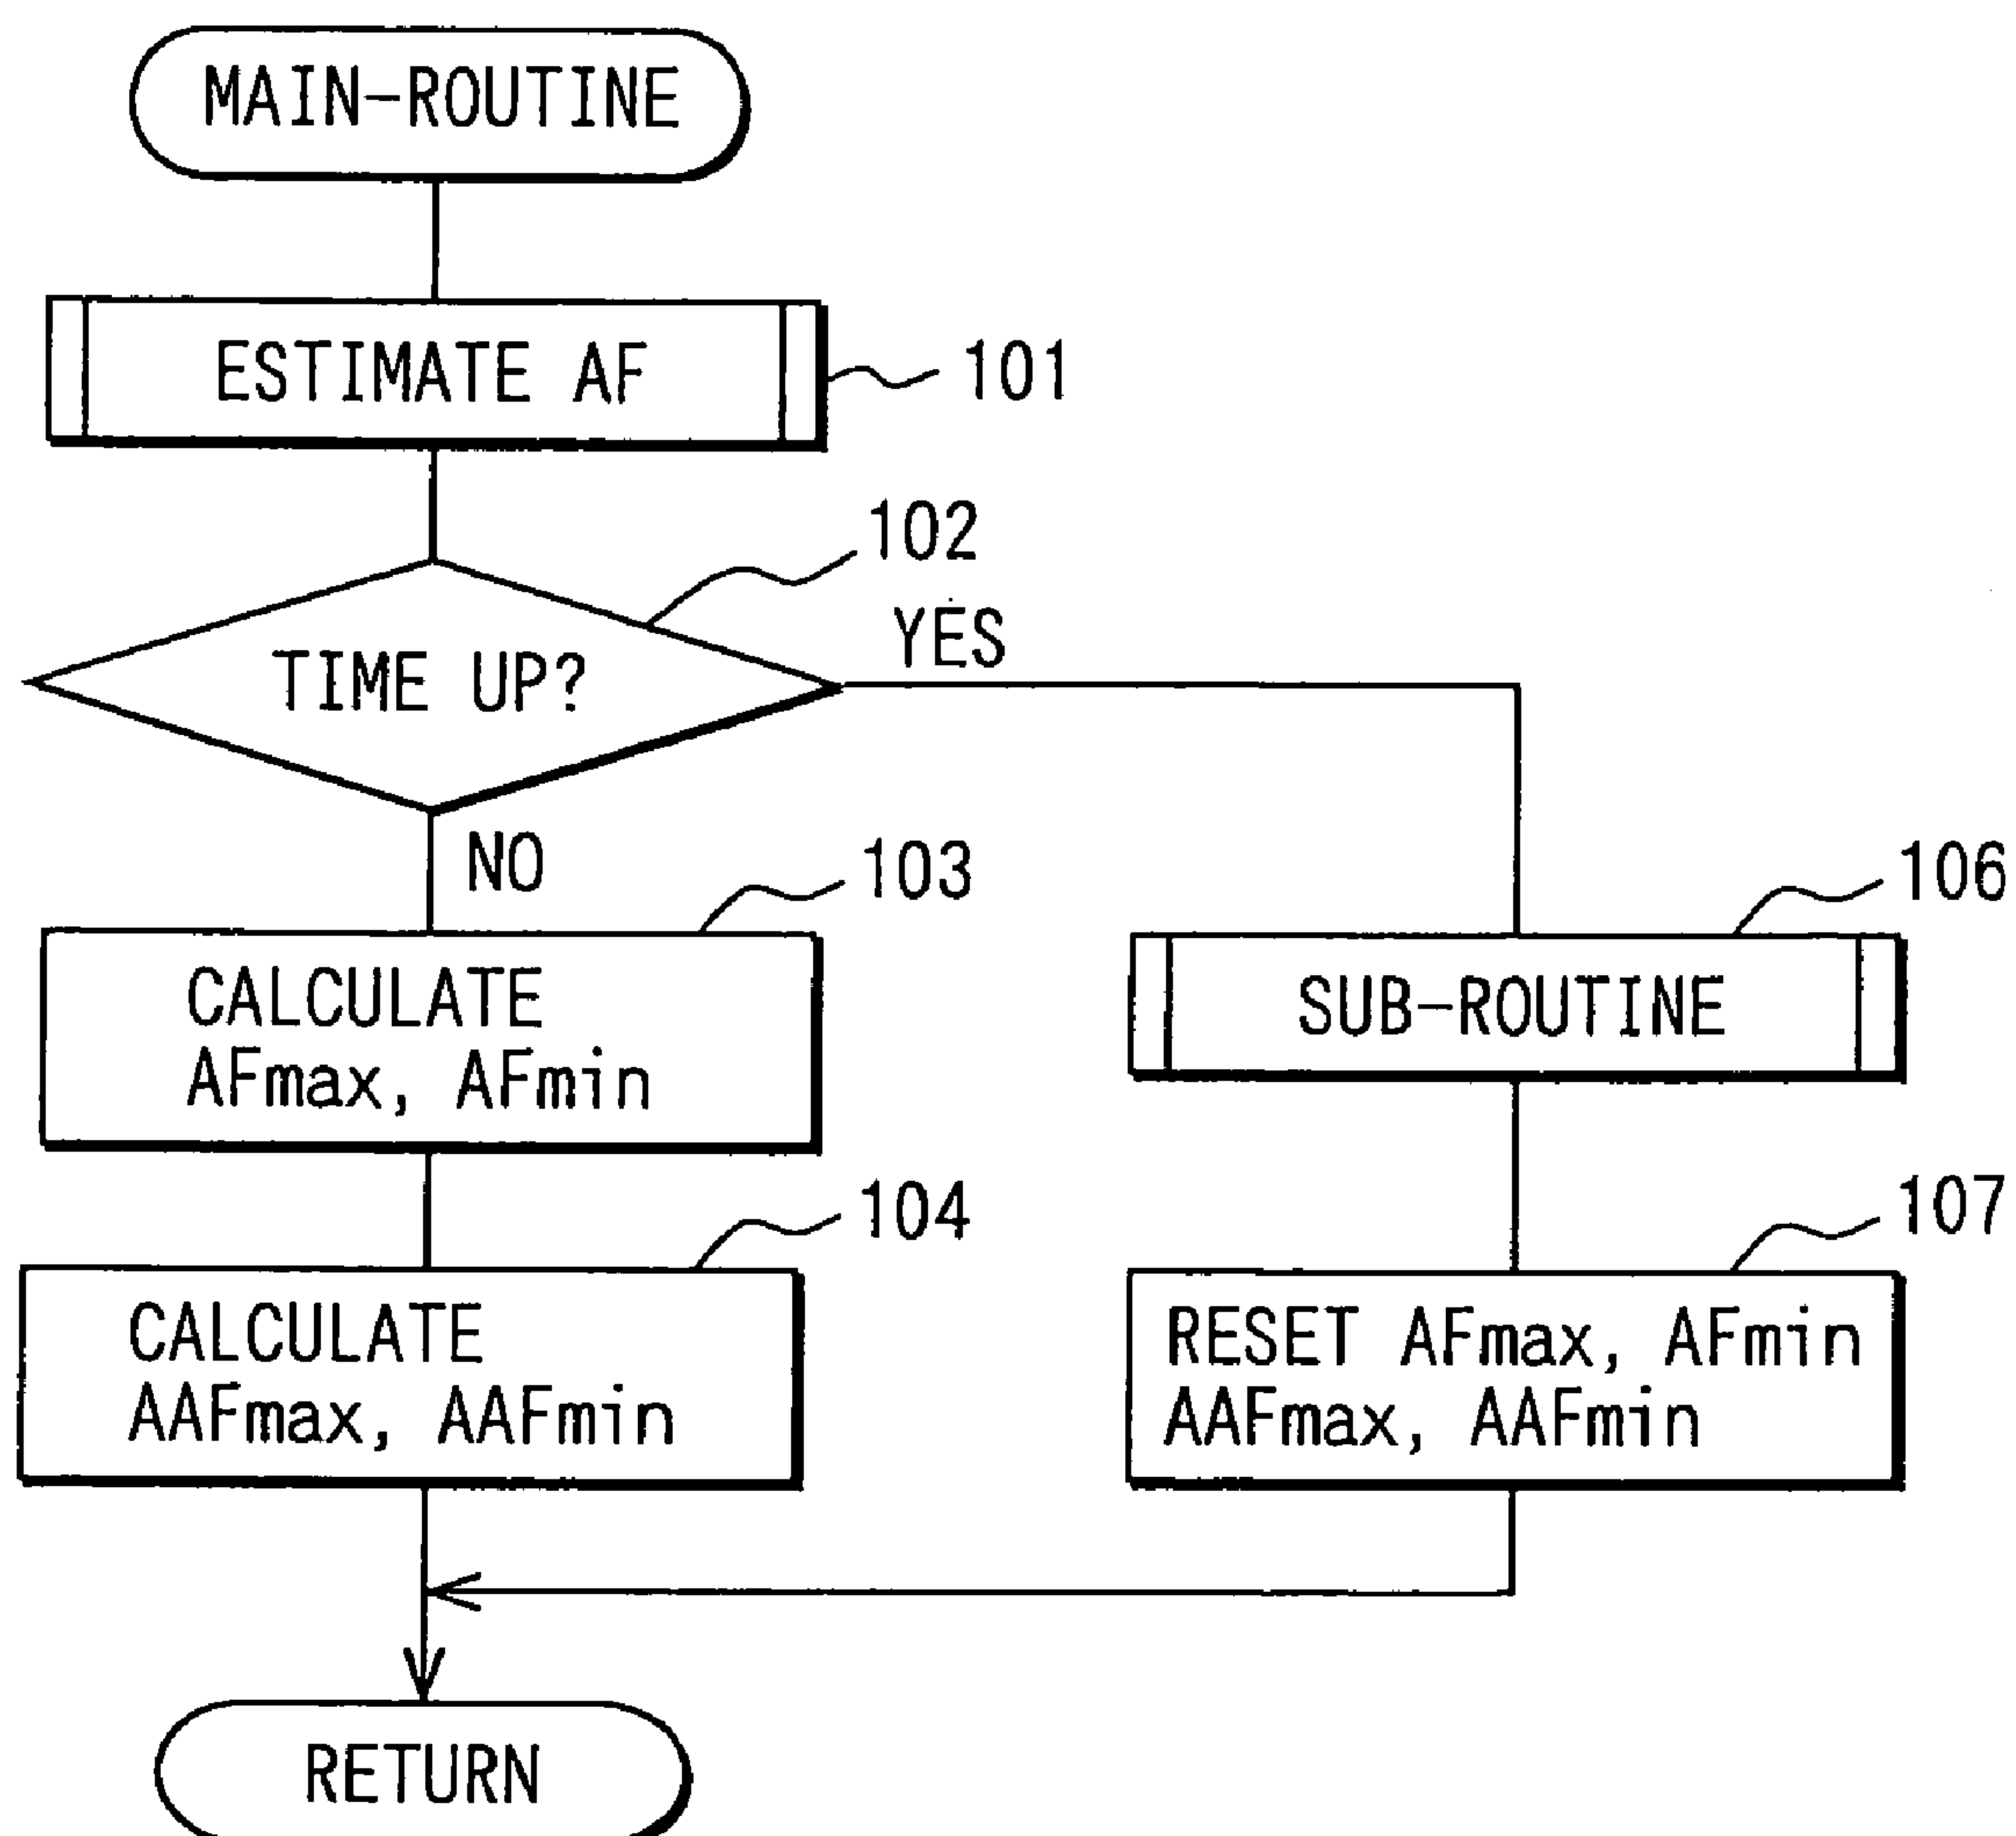 MAIN-ROUTINE
ESTIMATE AF
101
102
TIME UP?
YES
NO
103
CALCULATE
AFmax, AFmin
106
SUB-ROUTINE
104
CALCULATE
AAFmax, AAFmin
107
RESET AFmax, AFmin
AAFmax, AAFmin
RETURN